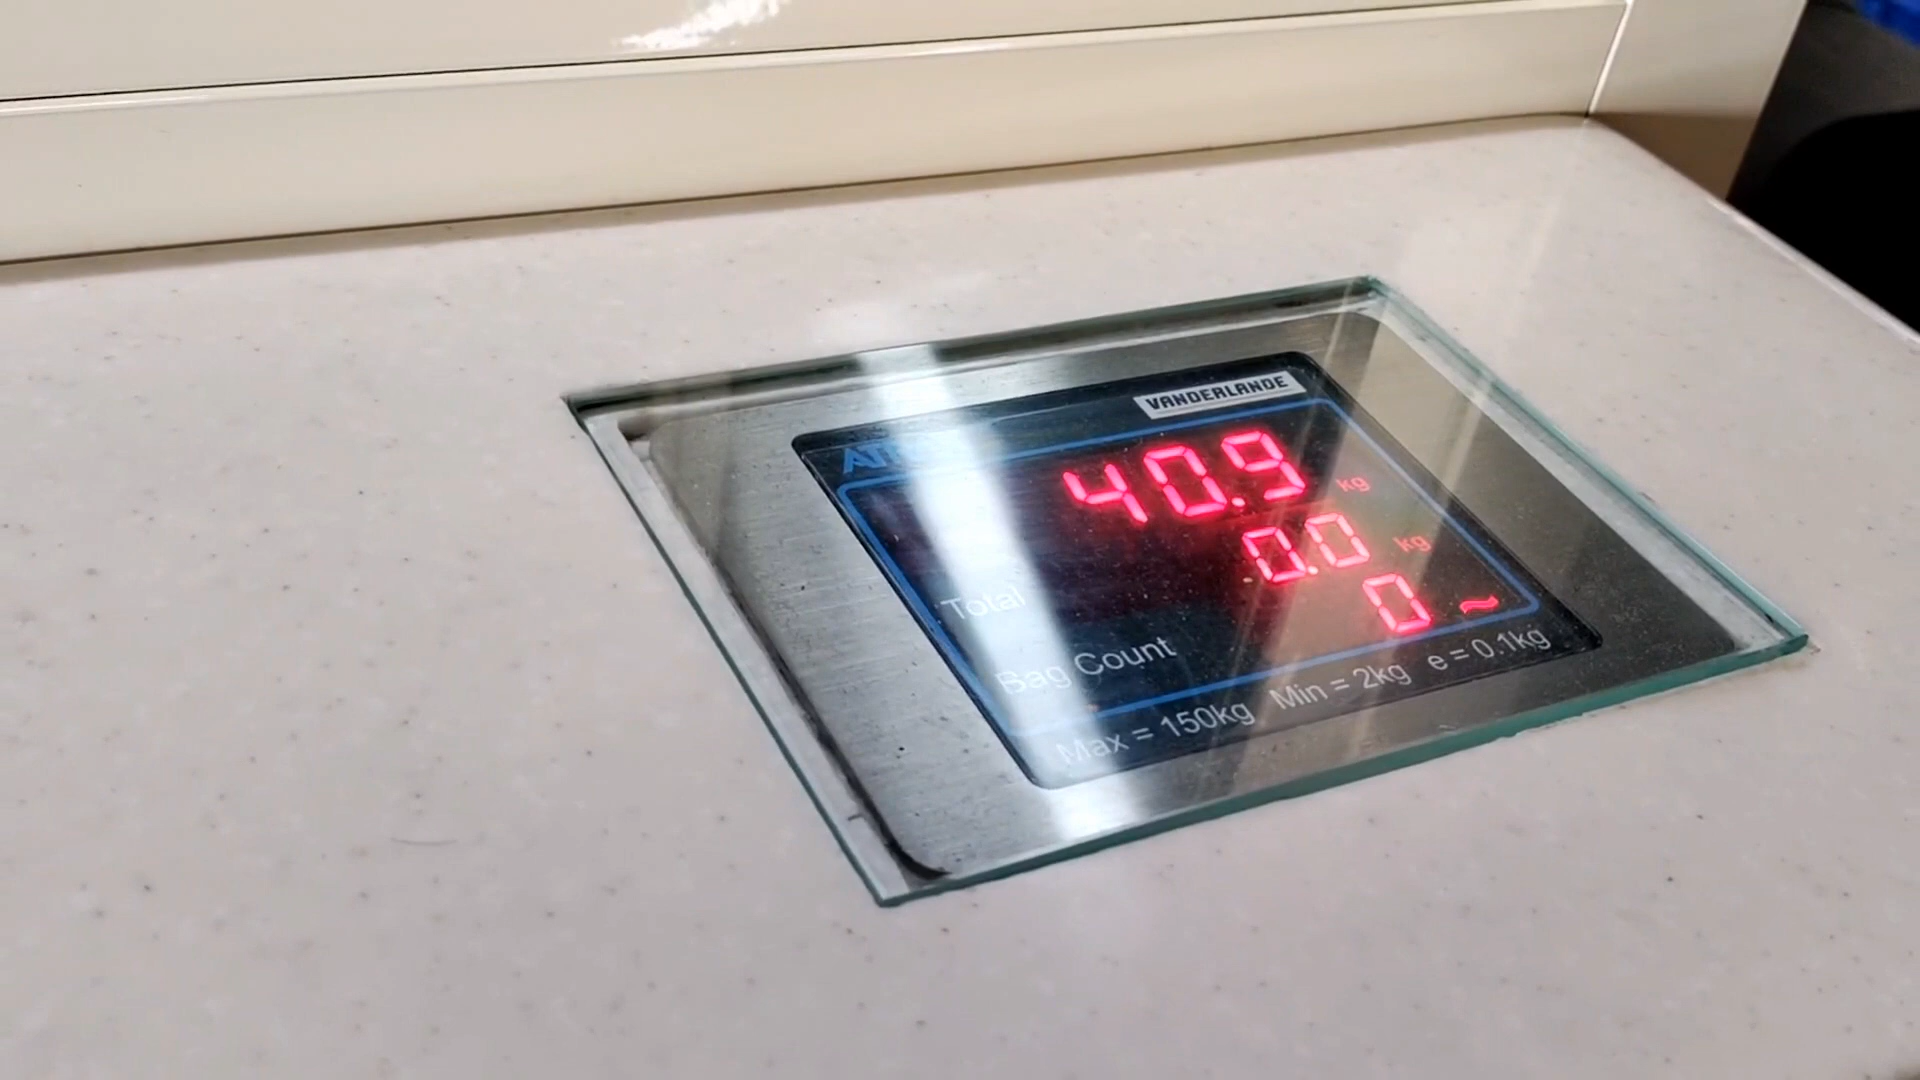 VANDERLANDE
40.9 kg
Total 0.0 kg
Bag Count 0 ~
Max = 150kg Min = 2kg e = 0.1kg